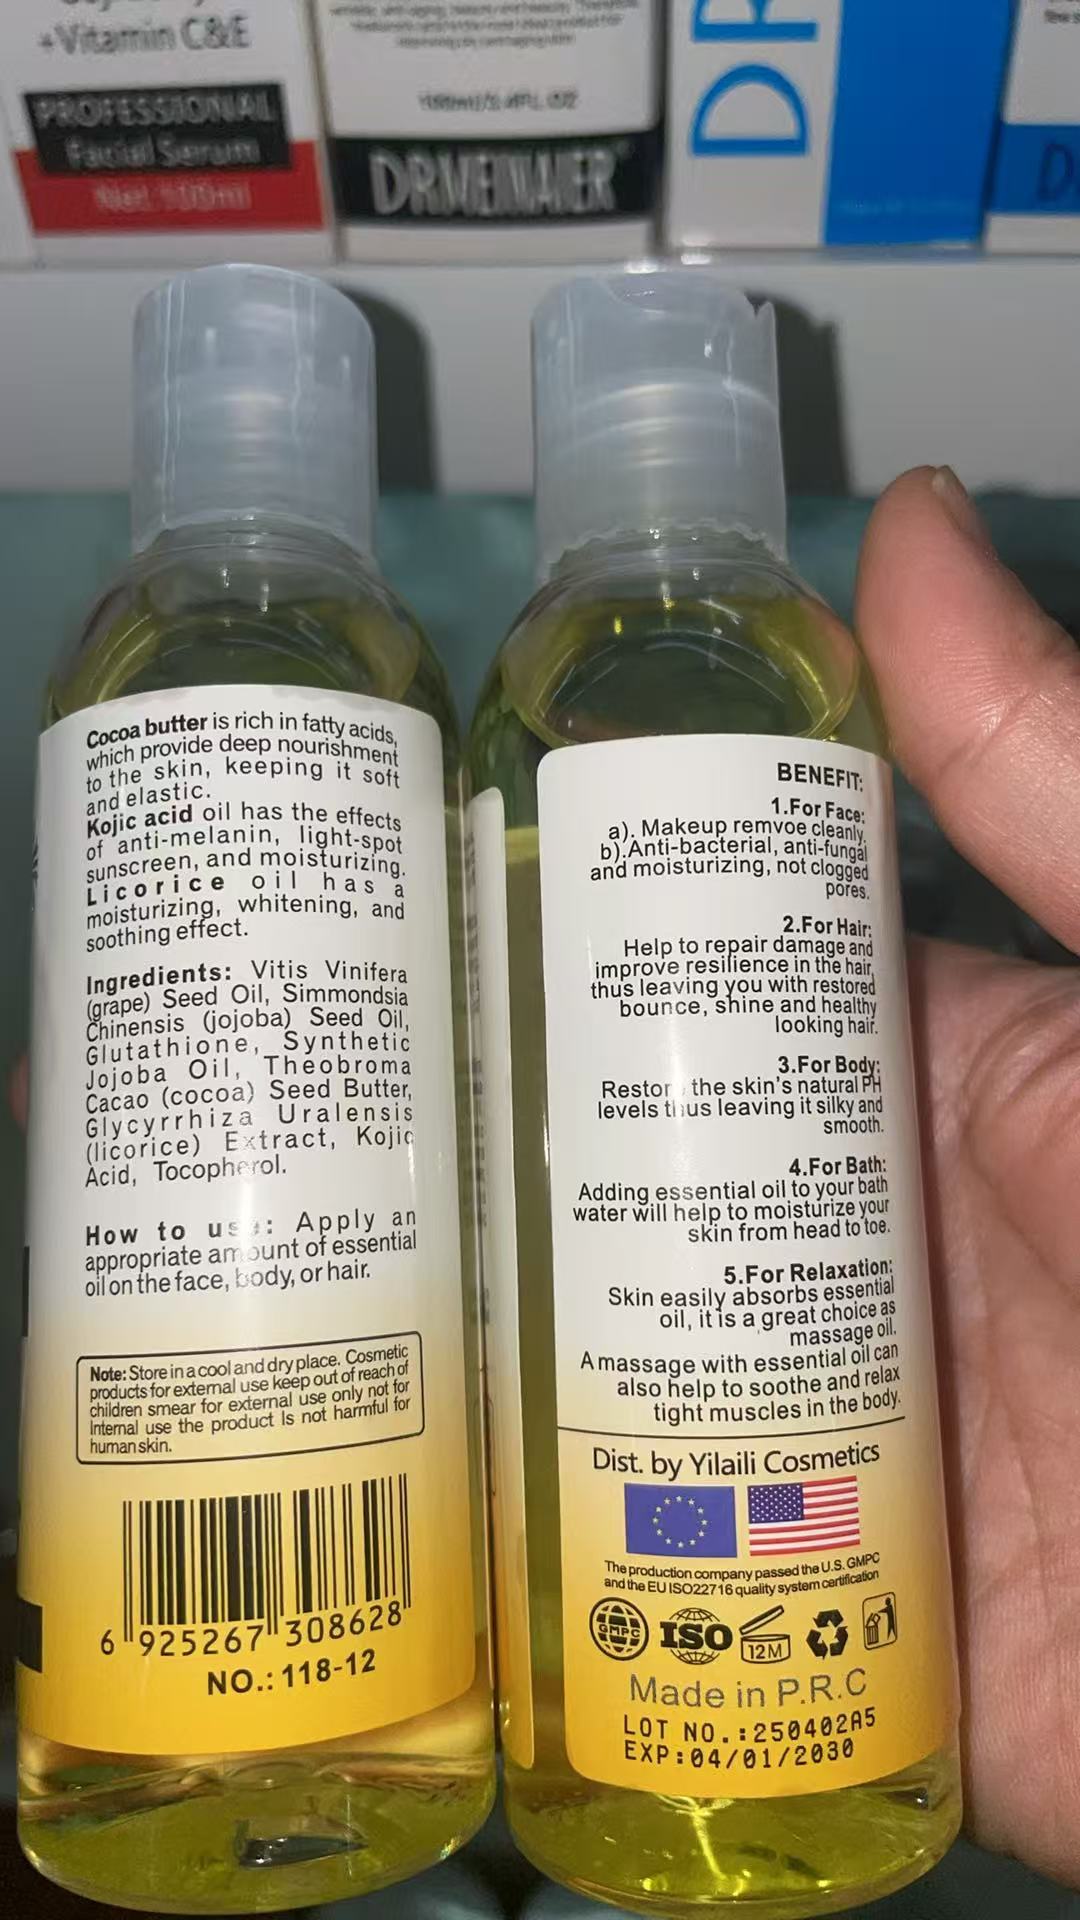 +Vitamin C&E
PROFESSIONAL
Facial Serum
Net 100ml
DR.MEINAIER
DR
D
Cocoa butter is rich in fatty acids,
which provide deep nourishment
to the skin, keeping it soft
and elastic.
Kojic acid oil has the effects
of anti-melanin, light-spot
sunscreen, and moisturizing.
Licorice oil has a
moisturizing, whitening, and
soothing effect.
Ingredients: Vitis Vinifera
(grape) Seed Oil, Simmondsia
Chinensis (jojoba) Seed Oil,
Glutathione, Synthetic
Jojoba Oil, Theobroma
Cacao (cocoa) Seed Butter,
Glycyrrhiza Uralensis
(licorice) Extract, Kojic
Acid, Tocopherol.
How to use: Apply an
appropriate amount of essential
oil on the face, body, or hair.
Note: Store in a cool and dry place. Cosmetic
products for external use keep out of reach of
children smear for external use only not for
Internal use the product Is not harmful for
human skin.
6 925267 308628
NO.: 118-12
BENEFIT:
1.For Face:
a). Makeup remvoe cleanly.
b).Anti-bacterial, anti-fungal
and moisturizing, not clogged
pores.
2.For Hair:
Help to repair damage and
improve resilience in the hair,
thus leaving you with restored
bounce, shine and healthy
looking hair.
3.For Body:
Restore the skin's natural PH
levels thus leaving it silky and
smooth.
4.For Bath:
Adding essential oil to your bath
water will help to moisturize your
skin from head to toe.
5.For Relaxation:
Skin easily absorbs essential
oil, it is a great choice as
massage oil.
A massage with essential oil can
also help to soothe and relax
tight muscles in the body.
Dist. by Yilaili Cosmetics
The production company passed the U.S. GMPC
and the EU ISO22716 quality system certification
GMPC ISO 12M
Made in P.R.C
LOT NO.:250402A5
EXP:04/01/2030